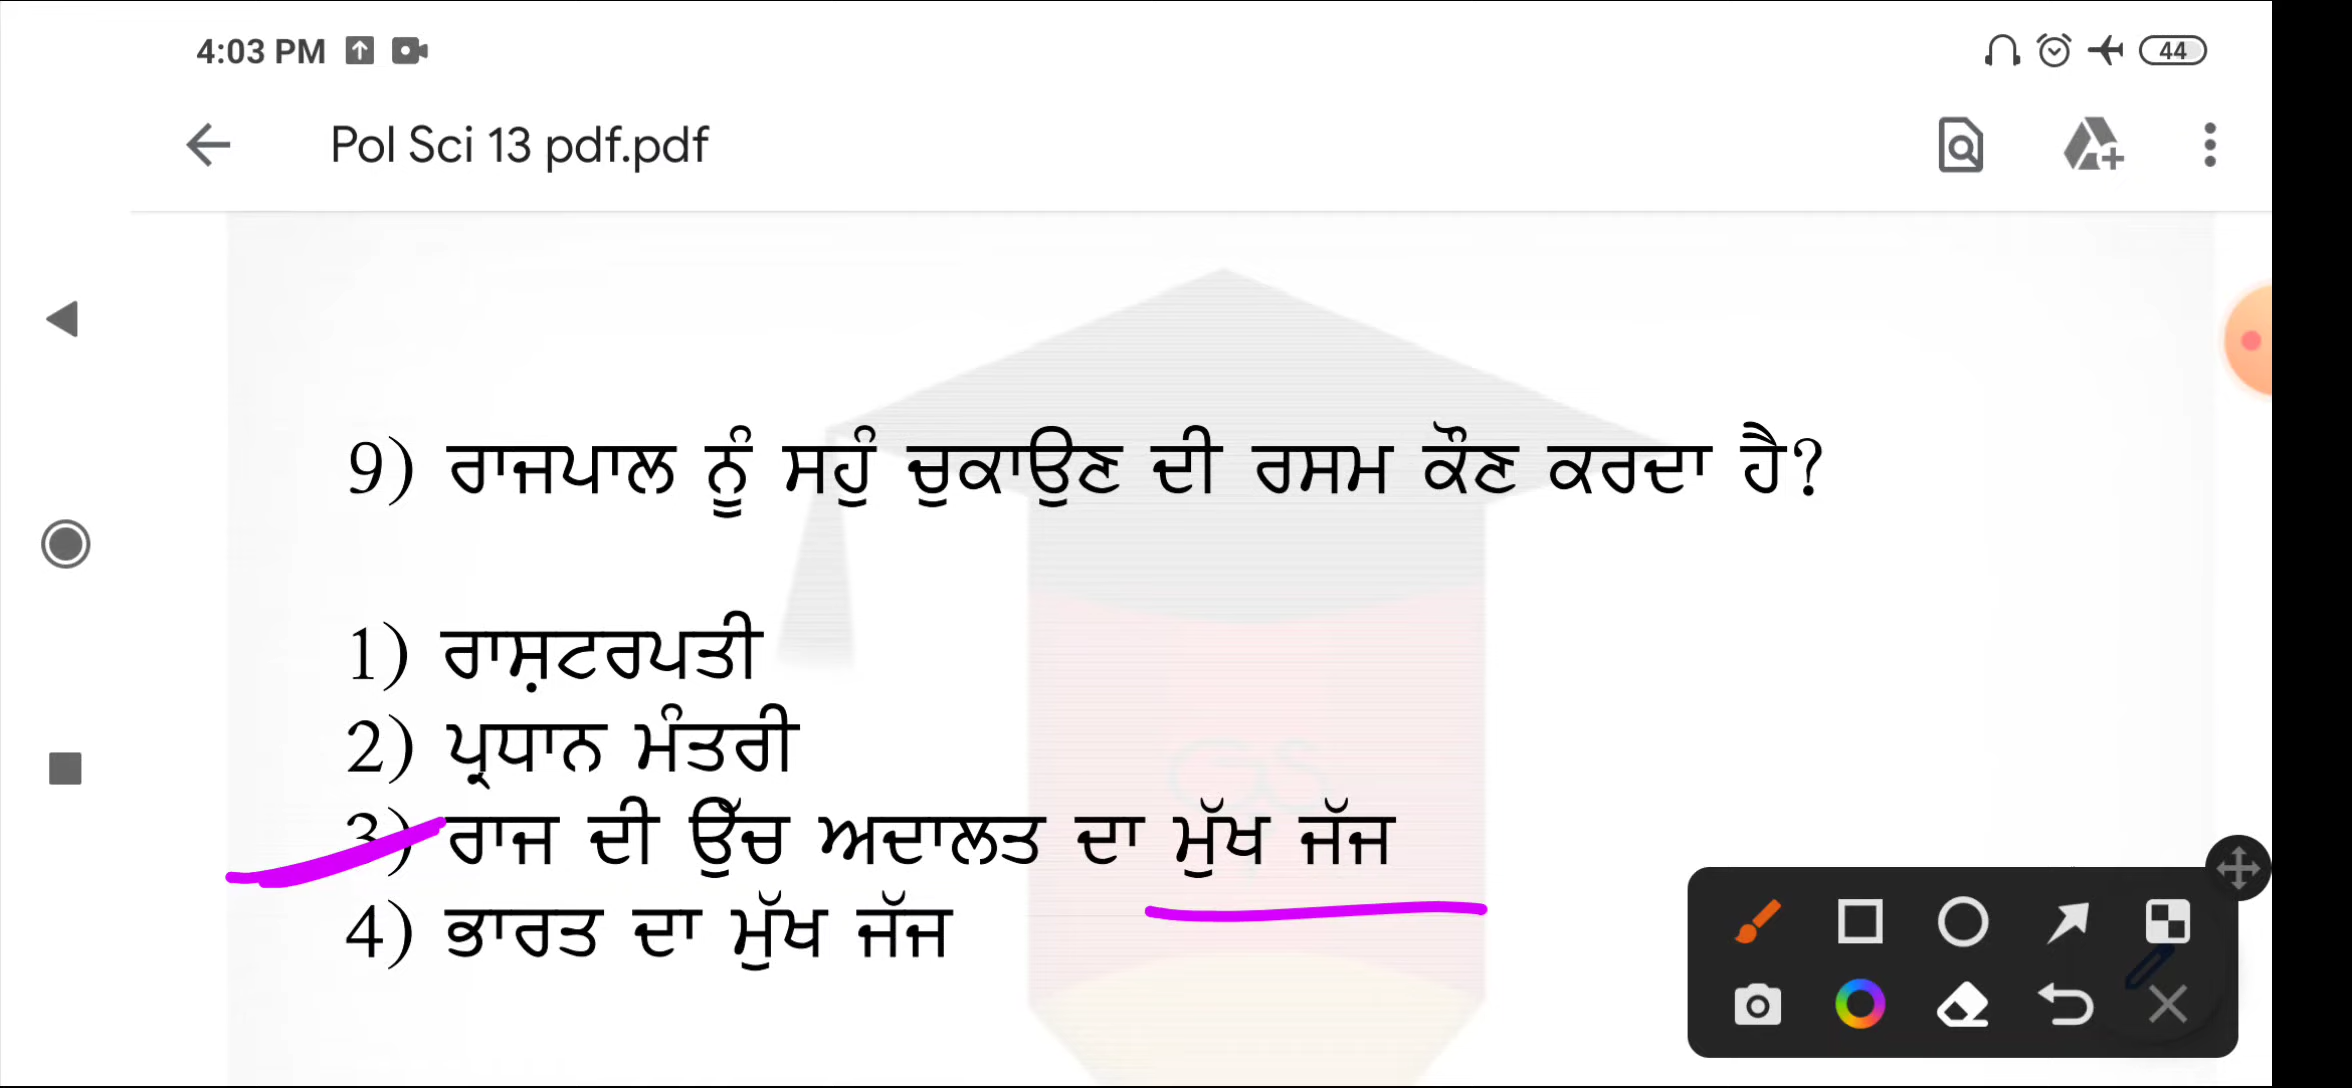 4:03 PM
44
Pol Sci 13 pdf.pdf
9) ਰਾਜਪਾਲ ਨੂੰ ਸਹੁੰ ਚੁਕਾਉਣ ਦੀ ਰਸਮ ਕੌਣ ਕਰਦਾ ਹੈ?
1) ਰਾਸ਼ਟਰਪਤੀ
2) ਪ੍ਰਧਾਨ ਮੰਤਰੀ
3) ਰਾਜ ਦੀ ਉੱਚ ਅਦਾਲਤ ਦਾ ਮੁੱਖ ਜੱਜ
4) ਭਾਰਤ ਦਾ ਮੁੱਖ ਜੱਜ
GS